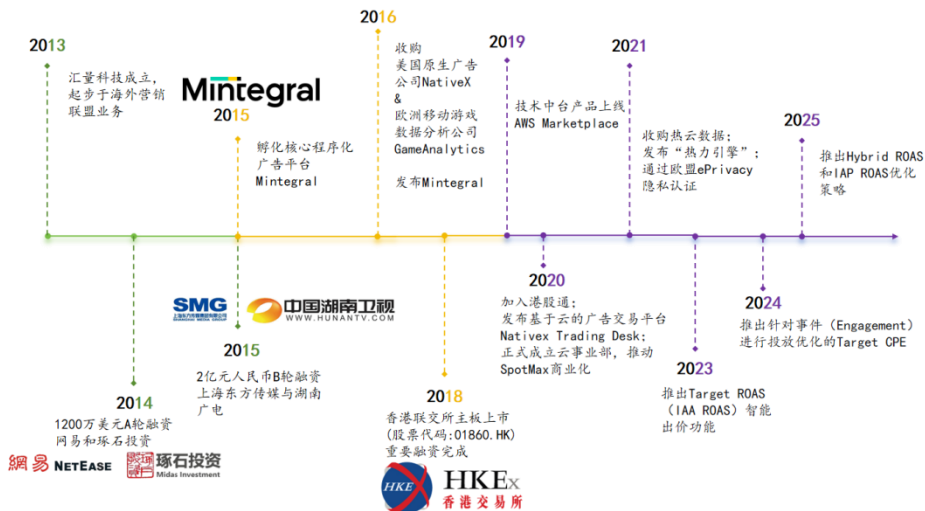 2013
汇量科技成立，
起步于海外营销
联盟业务
Mintegral
2015
孵化核心程序化
广告平台
Mintegral
2016
收购
美国原生广告
公司NativeX
&
欧洲移动游戏
数据分析公司
GameAnalytics
发布Mintegral
2019
技术中台产品上线
AWS Marketplace
2021
收购热云数据；
发布“热力引擎”；
通过欧盟ePrivacy
隐私认证
2025
推出Hybrid ROAS
和IAP ROAS优化
策略
2014
1200万美元A轮融资
网易和琢石投资
網易 NETEASE
琢石投资
Midas Investment
SMG
中国湖南卫视
WWW.HUNANTV.COM
2015
2亿元人民币B轮融资
上海东方传媒与湖南
广电
2018
香港联交所主板上市
(股票代码:01860.HK)
重要融资完成
HKEx
HKEx
香港交易所
2020
加入港股通；
发布基于云的广告交易平台
Nativex Trading Desk；
正式成立云事业部，推动
SpotMax商业化
2023
推出Target ROAS
（IAA ROAS）智能
出价功能
2024
推出针对事件（Engagement）
进行投放优化的Target CPE